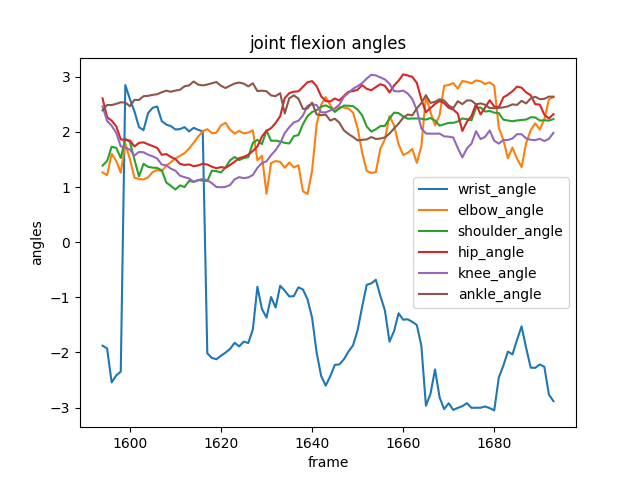 joint flexion angles
3
2
1
0
−1
−2
−3
angles
wrist_angle
elbow_angle
shoulder_angle
hip_angle
knee_angle
ankle_angle
1600 1620 1640 1660 1680
frame